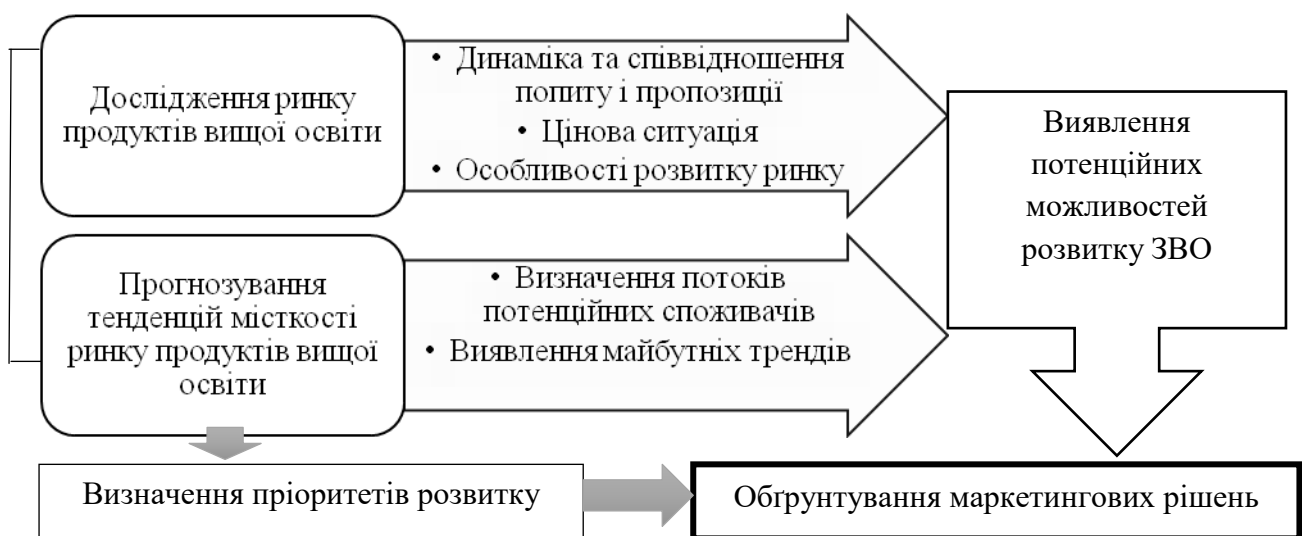 Дослідження ринку
продуктів вищої освіти
• Динаміка та співвідношення
попиту і пропозиції
• Цінова ситуація
• Особливості розвитку ринку
Виявлення
потенційних
можливостей
розвитку ЗВО
Прогнозування
тенденцій місткості
ринку продуктів вищої
освіти
• Визначення потоків
потенційних споживачів
• Виявлення майбутніх трендів
Визначення пріоритетів розвитку
Обґрунтування маркетингових рішень